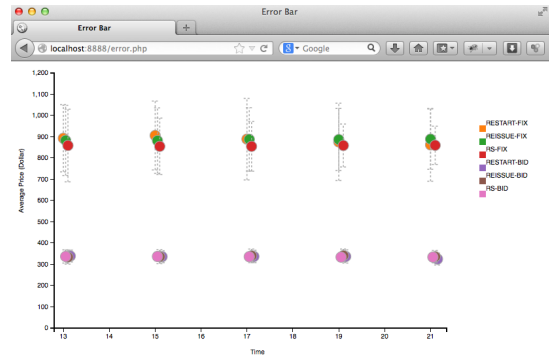 Error Bar
Error Bar
localhost:8888/error.php
Google
1,200
1,100
1,000
900
800
700
600
500
400
300
200
100
0
Average Price (Dollar)
13
14
15
16
17
18
19
20
21
Time
RESTART-FIX
REISSUE-FIX
RS-FIX
RESTART-BID
REISSUE-BID
RS-BID